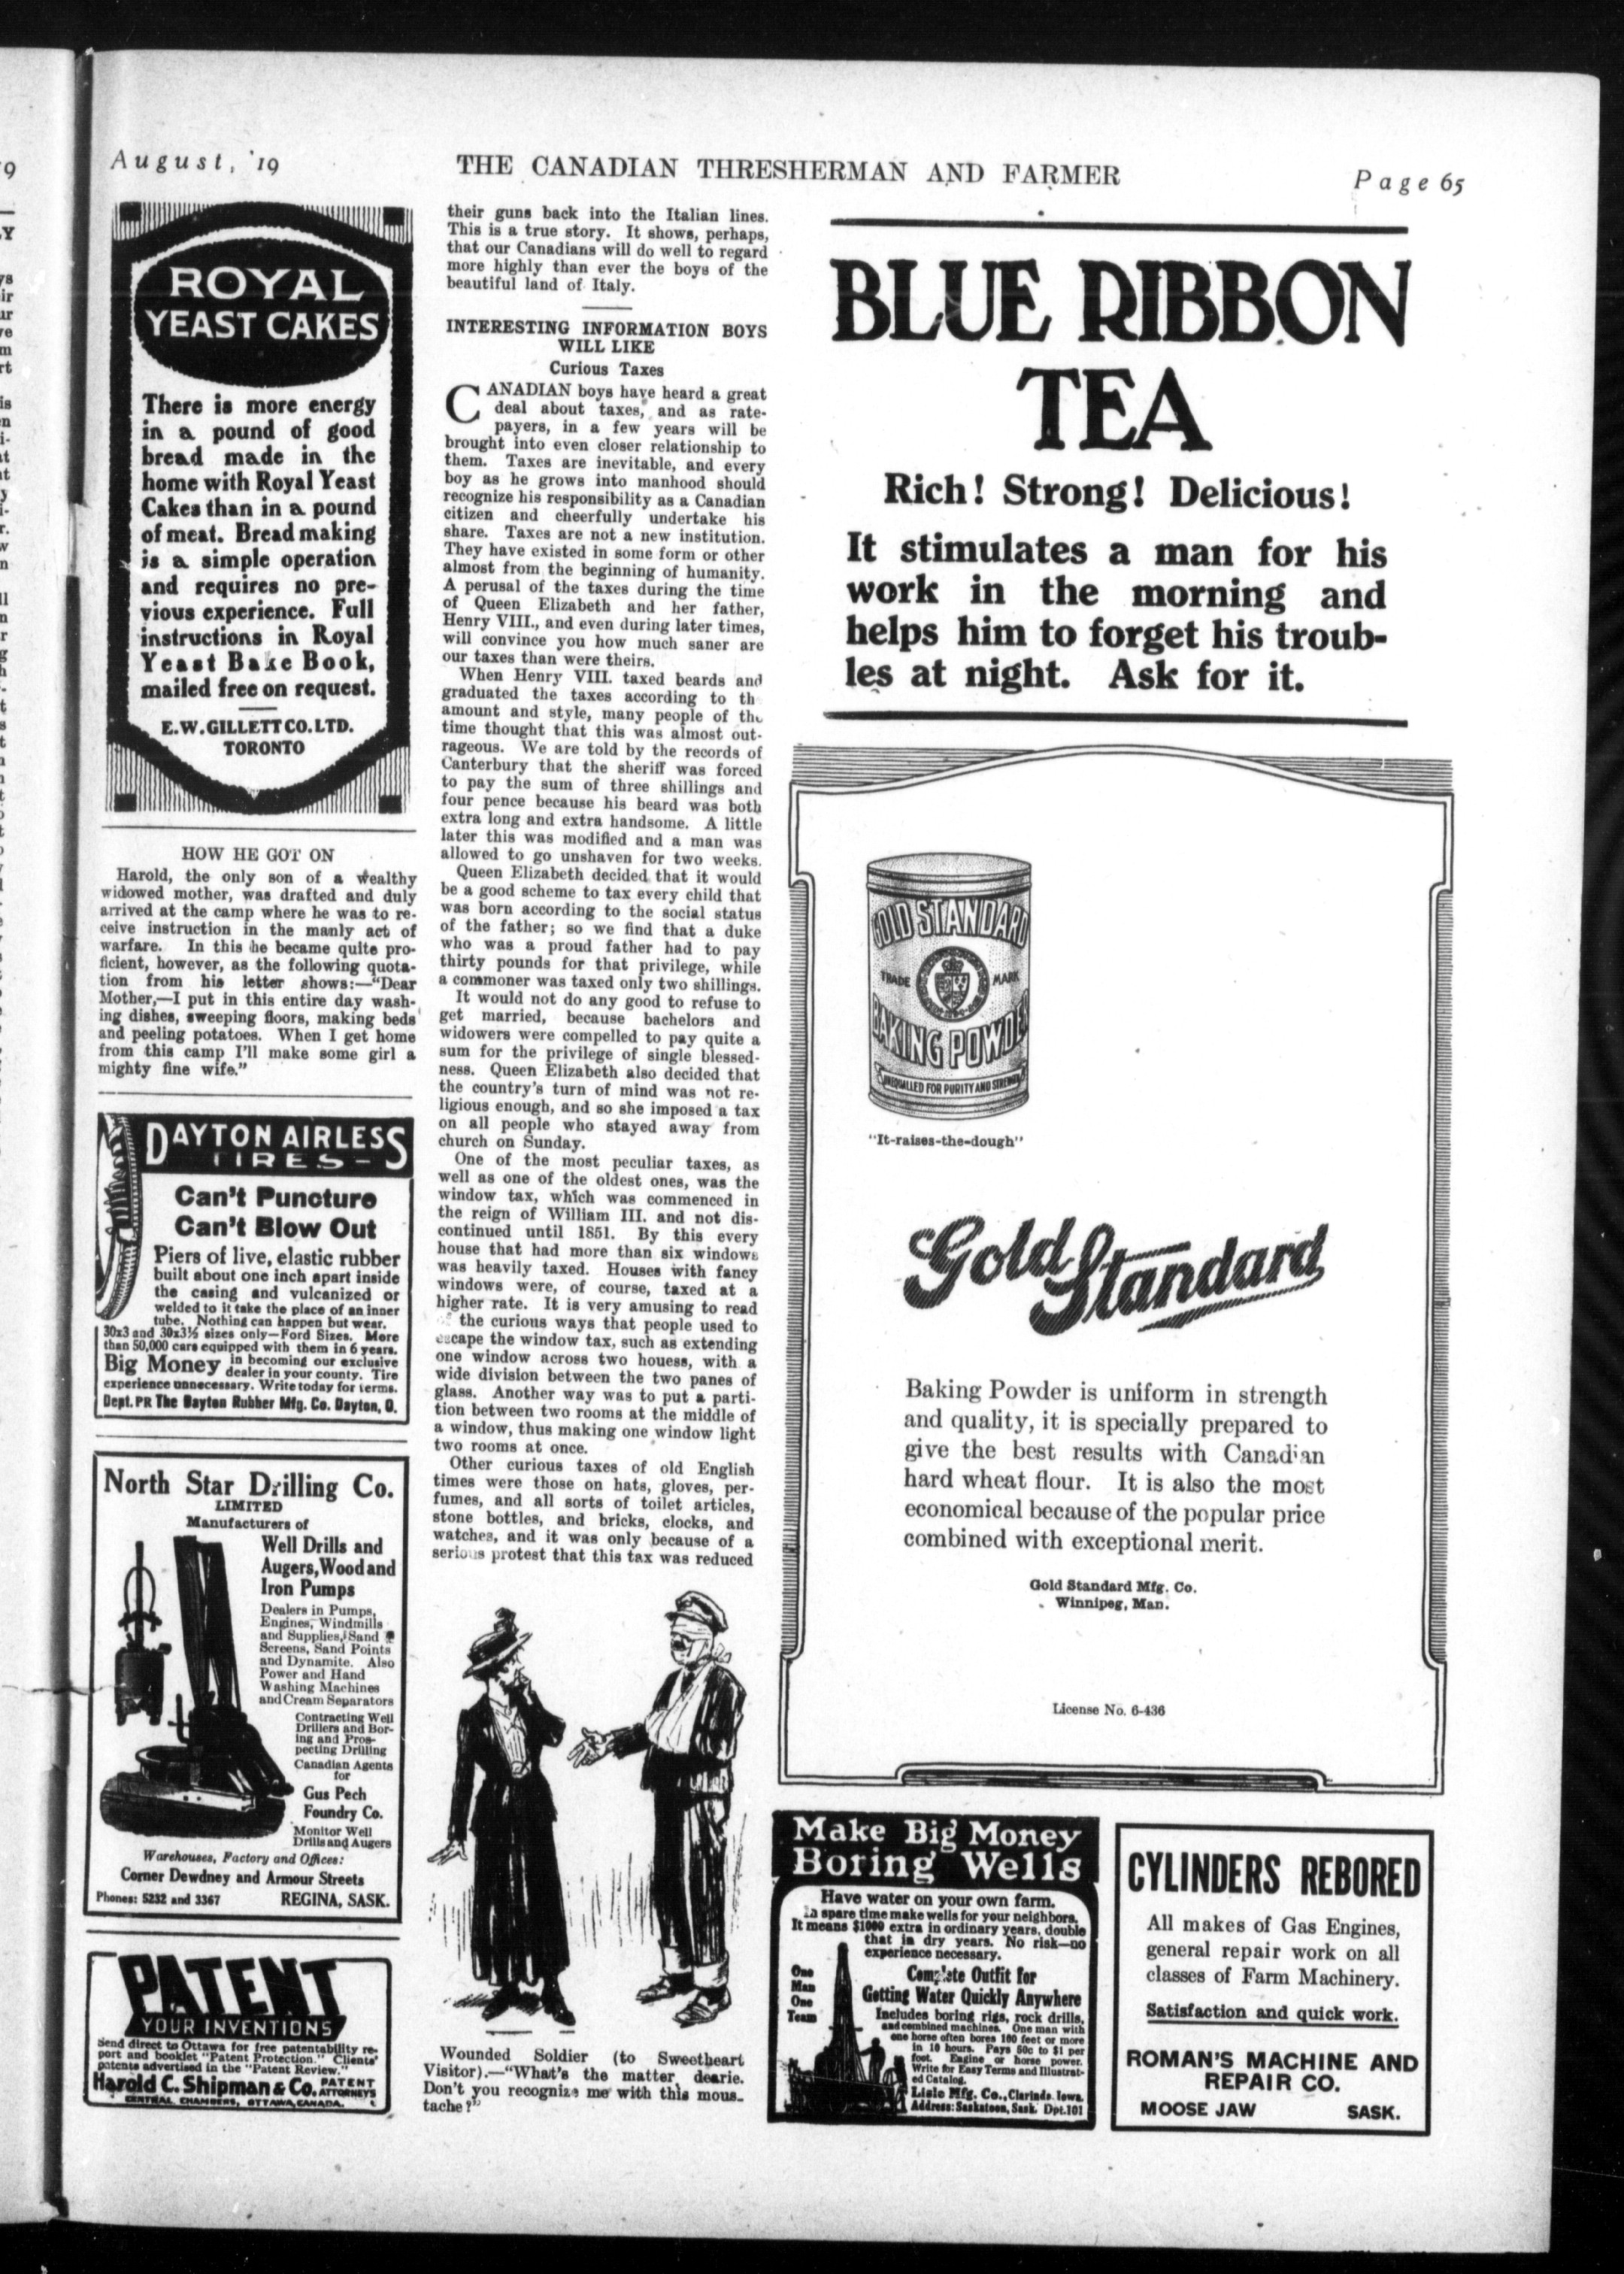 August, '19
THE CANADIAN THRESHERMAN AND FARMER
Page 65
ROYAL
YEAST CAKES
There is more energy
in a pound of good
bread made in the
home with Royal Yeast
Cakes than in a pound
of meat. Bread making
is a simple operation
and requires no pre-
vious experience. Full
instructions in Royal
Yeast Bake Book,
mailed free on request.
E.W. GILLETT CO. LTD.
TORONTO
HOW HE GOT ON
Harold, the only son of a wealthy
widowed mother, was drafted and duly
arrived at the camp where he was to re-
ceive instruction in the manly act of
warfare. In this he became quite pro-
ficient, however, as the following quota-
tion from his letter shows:—"Dear
Mother,—I put in this entire day wash-
ing dishes, sweeping floors, making beds
and peeling potatoes. When I get home
from this camp I'll make some girl a
mighty fine wife."
DAYTON AIRLESS
TIRES
Can't Puncture
Can't Blow Out
Piers of live, elastic rubber
built about one inch apart inside
the casing and vulcanized or
welded to it take the place of an inner
tube. Nothing can happen but wear.
30x3 and 30x3½ sizes only—Ford Sizes. More
than 50,000 cars equipped with them in 6 years.
Big Money in becoming our exclusive
dealer in your county. Tire
experience unnecessary. Write today for terms.
Dept. PR The Dayton Rubber Mfg. Co. Dayton, O.
North Star Drilling Co.
LIMITED
Manufacturers of
Well Drills and
Augers, Wood and
Iron Pumps
Dealers in Pumps,
Engines, Windmills
and Supplies, Sand
Screens, Sand Points
and Dynamite. Also
Power and Hand
Washing Machines
and Cream Separators
Contracting Well
Drillers and Bor-
ing and Pros-
pecting Drilling
Canadian Agents
for
Gus Pech
Foundry Co.
Monitor Well
Drills and Augers
Warehouses, Factory and Offices:
Corner Dewdney and Armour Streets
Phones: 5232 and 3367 REGINA, SASK.
PATENT
YOUR INVENTIONS
Send direct to Ottawa for free patentability re-
port and booklet "Patent Protection." Clients'
patents advertised in the "Patent Review."
Harold C. Shipman & Co. PATENT
ATTORNEYS
CENTRAL CHAMBERS, OTTAWA, CANADA.
their guns back into the Italian lines.
This is a true story. It shows, perhaps,
that our Canadians will do well to regard
more highly than ever the boys of the
beautiful land of Italy.
INTERESTING INFORMATION BOYS
WILL LIKE
Curious Taxes
CANADIAN boys have heard a great
deal about taxes, and as rate-
payers, in a few years will be
brought into even closer relationship to
them. Taxes are inevitable, and every
boy as he grows into manhood should
recognize his responsibility as a Canadian
citizen and cheerfully undertake his
share. Taxes are not a new institution.
They have existed in some form or other
almost from the beginning of humanity.
A perusal of the taxes during the time
of Queen Elizabeth and her father,
Henry VIII., and even during later times,
will convince you how much saner are
our taxes than were theirs.
When Henry VIII. taxed beards and
graduated the taxes according to th
amount and style, many people of the
time thought that this was almost out-
rageous. We are told by the records of
Canterbury that the sheriff was forced
to pay the sum of three shillings and
four pence because his beard was both
extra long and extra handsome. A little
later this was modified and a man was
allowed to go unshaven for two weeks.
Queen Elizabeth decided that it would
be a good scheme to tax every child that
was born according to the social status
of the father; so we find that a duke
who was a proud father had to pay
thirty pounds for that privilege, while
a commoner was taxed only two shillings.
It would not do any good to refuse to
get married, because bachelors and
widowers were compelled to pay quite a
sum for the privilege of single blessed-
ness. Queen Elizabeth also decided that
the country's turn of mind was not re-
ligious enough, and so she imposed a tax
on all people who stayed away from
church on Sunday.
One of the most peculiar taxes, as
well as one of the oldest ones, was the
window tax, which was commenced in
the reign of William III. and not dis-
continued until 1851. By this every
house that had more than six windows
was heavily taxed. Houses with fancy
windows were, of course, taxed at a
higher rate. It is very amusing to read
the curious ways that people used to
escape the window tax, such as extending
one window across two houess, with a
wide division between the two panes of
glass. Another way was to put a parti-
tion between two rooms at the middle of
a window, thus making one window light
two rooms at once.
Other curious taxes of old English
times were those on hats, gloves, per-
fumes, and all sorts of toilet articles,
stone bottles, and bricks, clocks, and
watches, and it was only because of a
serious protest that this tax was reduced
Wounded Soldier (to Sweetheart
Visitor).—"What's the matter, dearie.
Don't you recognize me with this mous-
tache?"
BLUE RIBBON
TEA
Rich! Strong! Delicious!
It stimulates a man for his
work in the morning and
helps him to forget his troub-
les at night. Ask for it.
GOLD STANDARD
TRADE MARK
BAKING POWDER
UNEQUALLED FOR PURITY AND STRENGTH
"It-raises-the-dough"
Gold Standard
Baking Powder is uniform in strength
and quality, it is specially prepared to
give the best results with Canadian
hard wheat flour. It is also the most
economical because of the popular price
combined with exceptional merit.
Gold Standard Mfg. Co.
Winnipeg, Man.
License No. 6-436
Make Big Money
Boring Wells
Have water on your own farm.
In spare time make wells for your neighbors.
It means $1000 extra in ordinary years, double
that in dry years. No risk—no
experience necessary.
One
Man
One
Team
Complete Outfit for
Getting Water Quickly Anywhere
Includes boring rigs, rock drills,
and combined machines. One man with
one horse often bores 100 feet or more
in 10 hours. Pays 50c to $1 per
foot. Engine or horse power.
Write for Easy Terms and Illustrat-
ed Catalog.
Lisle Mfg. Co., Clarinda, Iowa.
Address: Saskatoon, Sask. Dpt.101
CYLINDERS REBORED
All makes of Gas Engines,
general repair work on all
classes of Farm Machinery.
Satisfaction and quick work.
ROMAN'S MACHINE AND
REPAIR CO.
MOOSE JAW SASK.